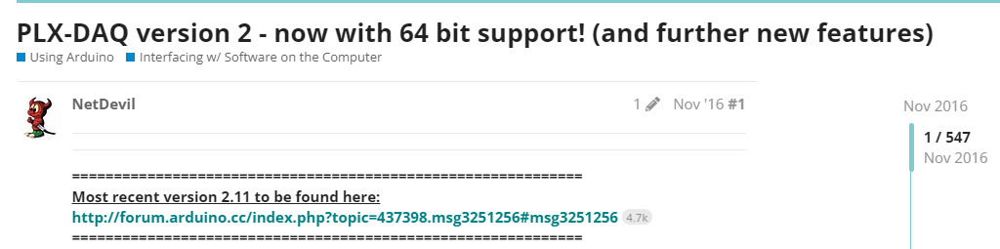 PLX-DAQ version 2 - now with 64 bit support! (and further new features)
Using Arduino Interfacing w/ Software on the Computer
NetDevil 1 Nov '16 #1
Nov 2016
1 / 547
Nov 2016
=============================================================
Most recent version 2.11 to be found here:
http://forum.arduino.cc/index.php?topic=437398.msg3251256#msg3251256 4.7k
=============================================================